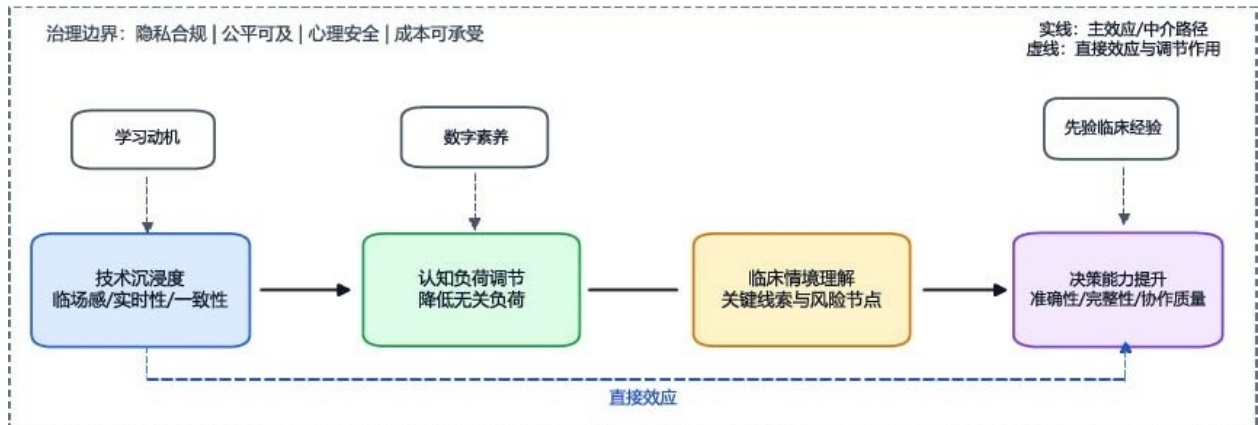 治理边界：隐私合规 | 公平可及 | 心理安全 | 成本可承受
实线：主效应/中介路径
虚线：直接效应与调节作用
学习动机
数字素养
先验临床经验
技术沉浸度
临场感/实时性/一致性
认知负荷调节
降低无关负荷
临床情境理解
关键线索与风险节点
决策能力提升
准确性/完整性/协作质量
直接效应